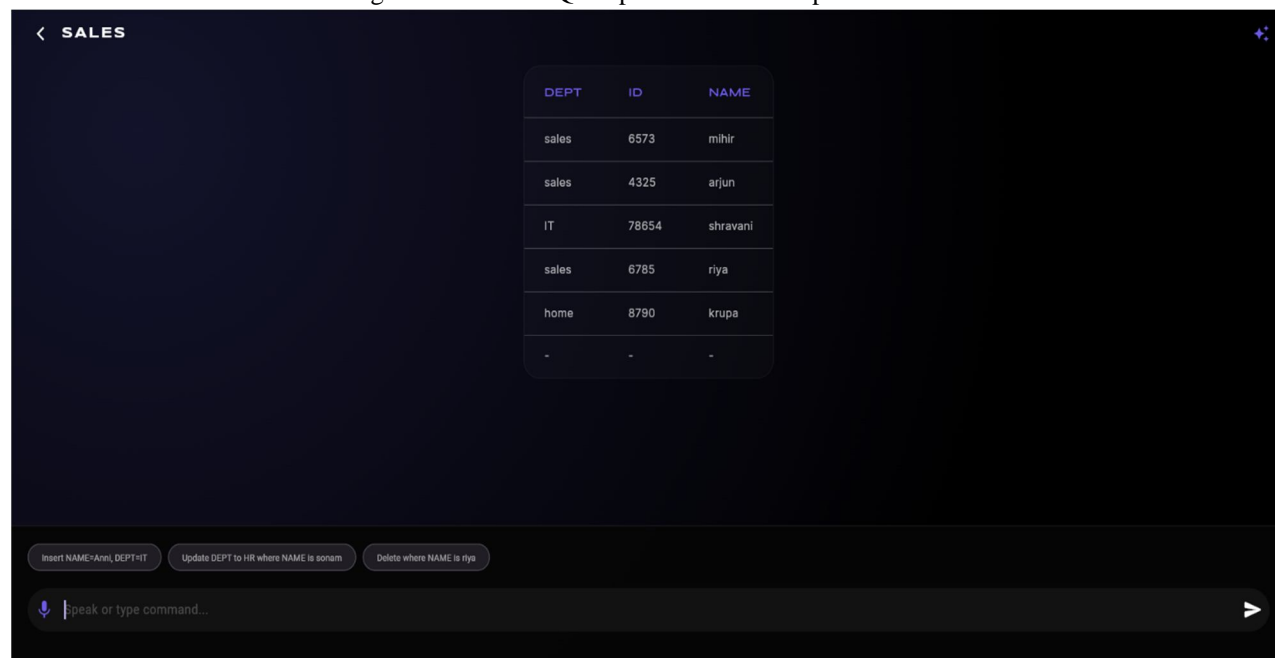 SALES
DEPT ID NAME
sales 6573 mihir
sales 4325 arjun
IT 78654 shravani
sales 6785 riya
home 8790 krupa
- - -
Insert NAME=Anni, DEPT=IT Update DEPT to HR where NAME is sonam Delete where NAME is riya
Speak or type command...